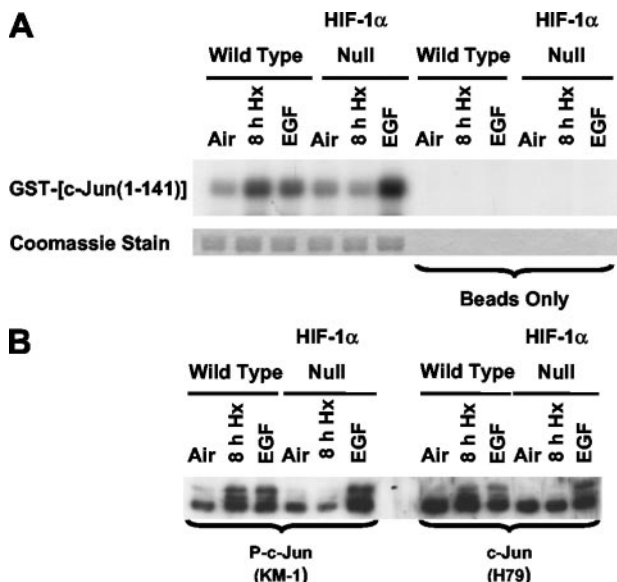 A
HIF-1α HIF-1α
Wild Type Null Wild Type Null
Air 8 h Hx EGF Air 8 h Hx EGF Air 8 h Hx EGF Air 8 h Hx EGF
GST-[c-Jun(1-141)]
Coomassie Stain
Beads Only
B
HIF-1α HIF-1α
Wild Type Null Wild Type Null
Air 8 h Hx EGF Air 8 h Hx EGF Air 8 h Hx EGF Air 8 h Hx EGF
P-c-Jun c-Jun
(KM-1) (H79)